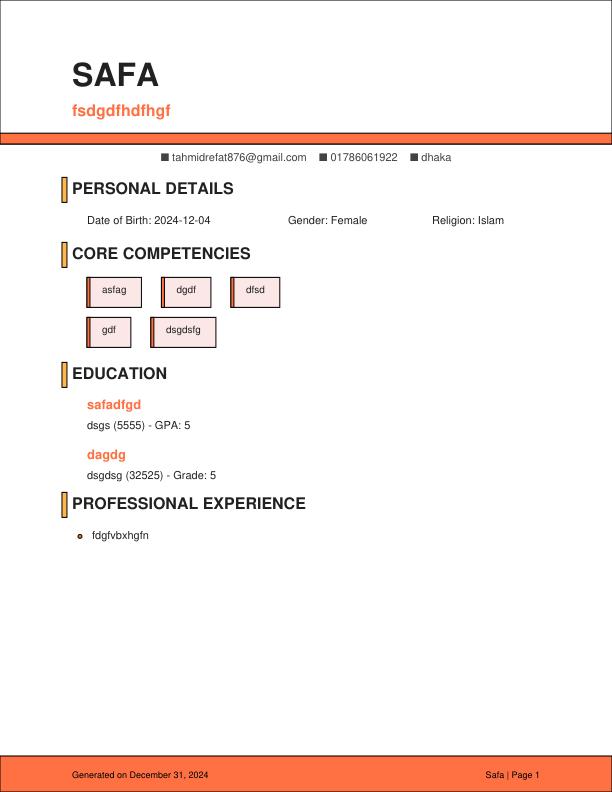 SAFA
fsdgdfhdfhgf
■ tahmidrefat876@gmail.com ■ 01786061922 ■ dhaka
PERSONAL DETAILS
Date of Birth: 2024-12-04 Gender: Female Religion: Islam
CORE COMPETENCIES
asfag dgdf dfsd
gdf dsgdsfg
EDUCATION
safadfgd
dsgs (5555) - GPA: 5
dagdg
dsgdsg (32525) - Grade: 5
PROFESSIONAL EXPERIENCE
fdgfvbxhgfn
Generated on December 31, 2024 Safa | Page 1